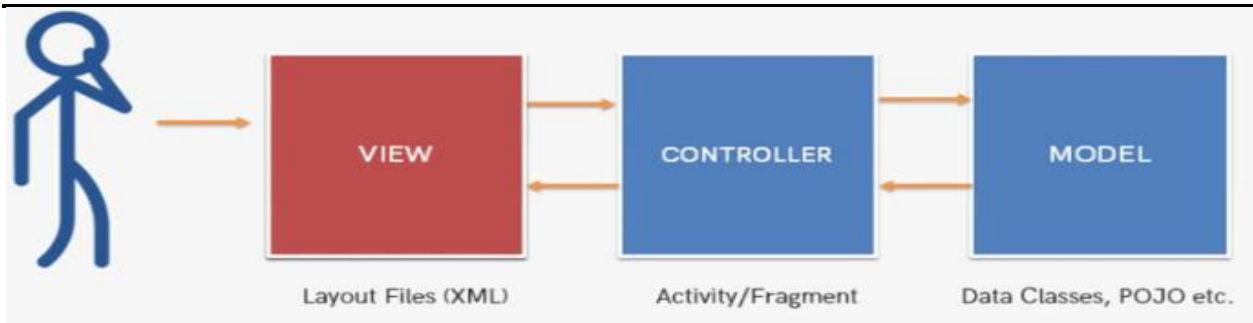 VIEW
CONTROLLER
MODEL
Layout Files (XML)
Activity/Fragment
Data Classes, POJO etc.